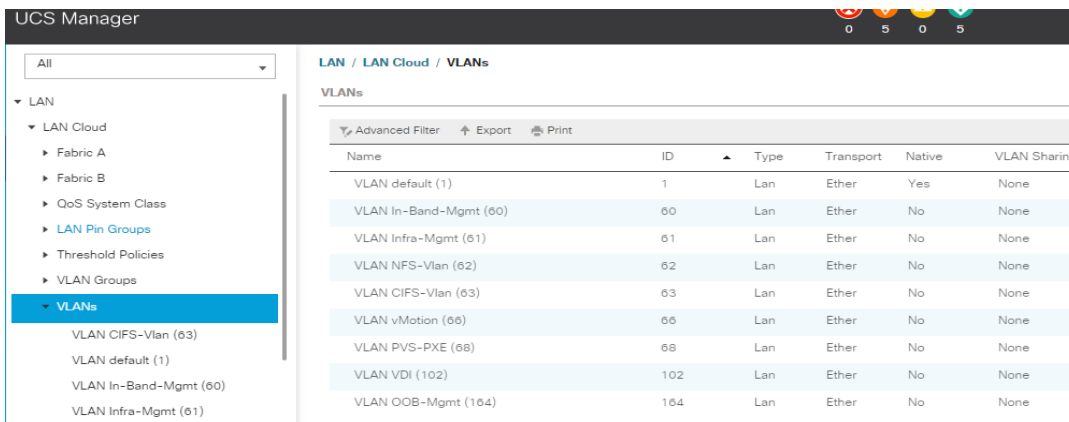 UCS Manager
0 5 0 5
All
LAN
LAN Cloud
Fabric A
Fabric B
QoS System Class
LAN Pin Groups
Threshold Policies
VLAN Groups
VLANs
VLAN CIFS-Vlan (63)
VLAN default (1)
VLAN In-Band-Mgmt (60)
VLAN Infra-Mgmt (61)
LAN / LAN Cloud / VLANs
VLANs
Advanced Filter Export Print
Name ID Type Transport Native VLAN Sharin
VLAN default (1) 1 Lan Ether Yes None
VLAN In-Band-Mgmt (60) 60 Lan Ether No None
VLAN Infra-Mgmt (61) 61 Lan Ether No None
VLAN NFS-Vlan (62) 62 Lan Ether No None
VLAN CIFS-Vlan (63) 63 Lan Ether No None
VLAN vMotion (66) 66 Lan Ether No None
VLAN PVS-PXE (68) 68 Lan Ether No None
VLAN VDI (102) 102 Lan Ether No None
VLAN OOB-Mgmt (164) 164 Lan Ether No None